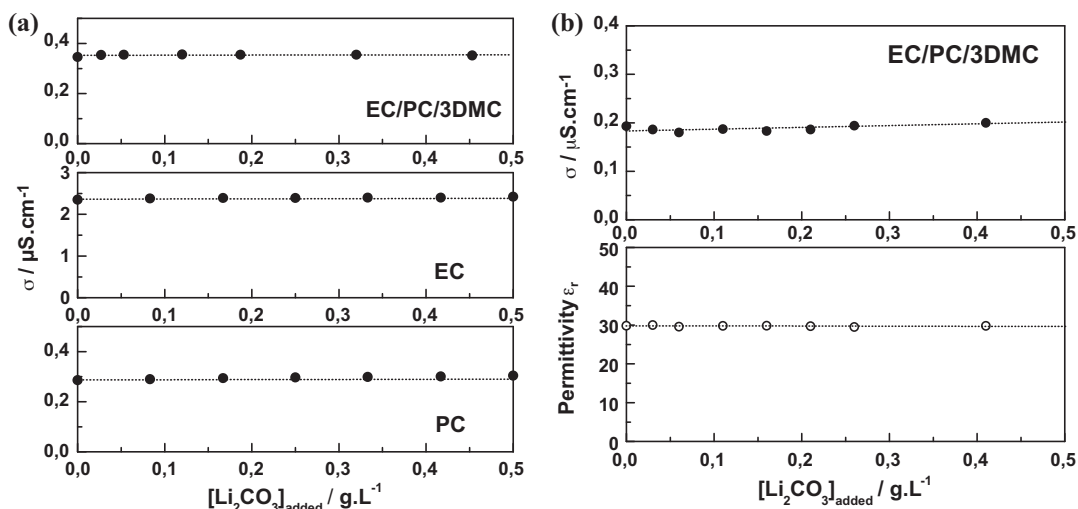 (a)
0,4
0,2
0,0
EC/PC/3DMC
0,0 0,1 0,2 0,3 0,4 0,5
σ / µS.cm-1
3
2
1
0
EC
0,0 0,1 0,2 0,3 0,4 0,5
0,4
0,2
0,0
PC
0,0 0,1 0,2 0,3 0,4 0,5
[Li2CO3]added / g.L-1
(b)
0,4
0,3
0,2
0,1
0,0
EC/PC/3DMC
σ / µS.cm-1
0,0 0,1 0,2 0,3 0,4 0,5
50
40
30
20
10
0
Permittivity εr
0,0 0,1 0,2 0,3 0,4 0,5
[Li2CO3]added / g.L-1